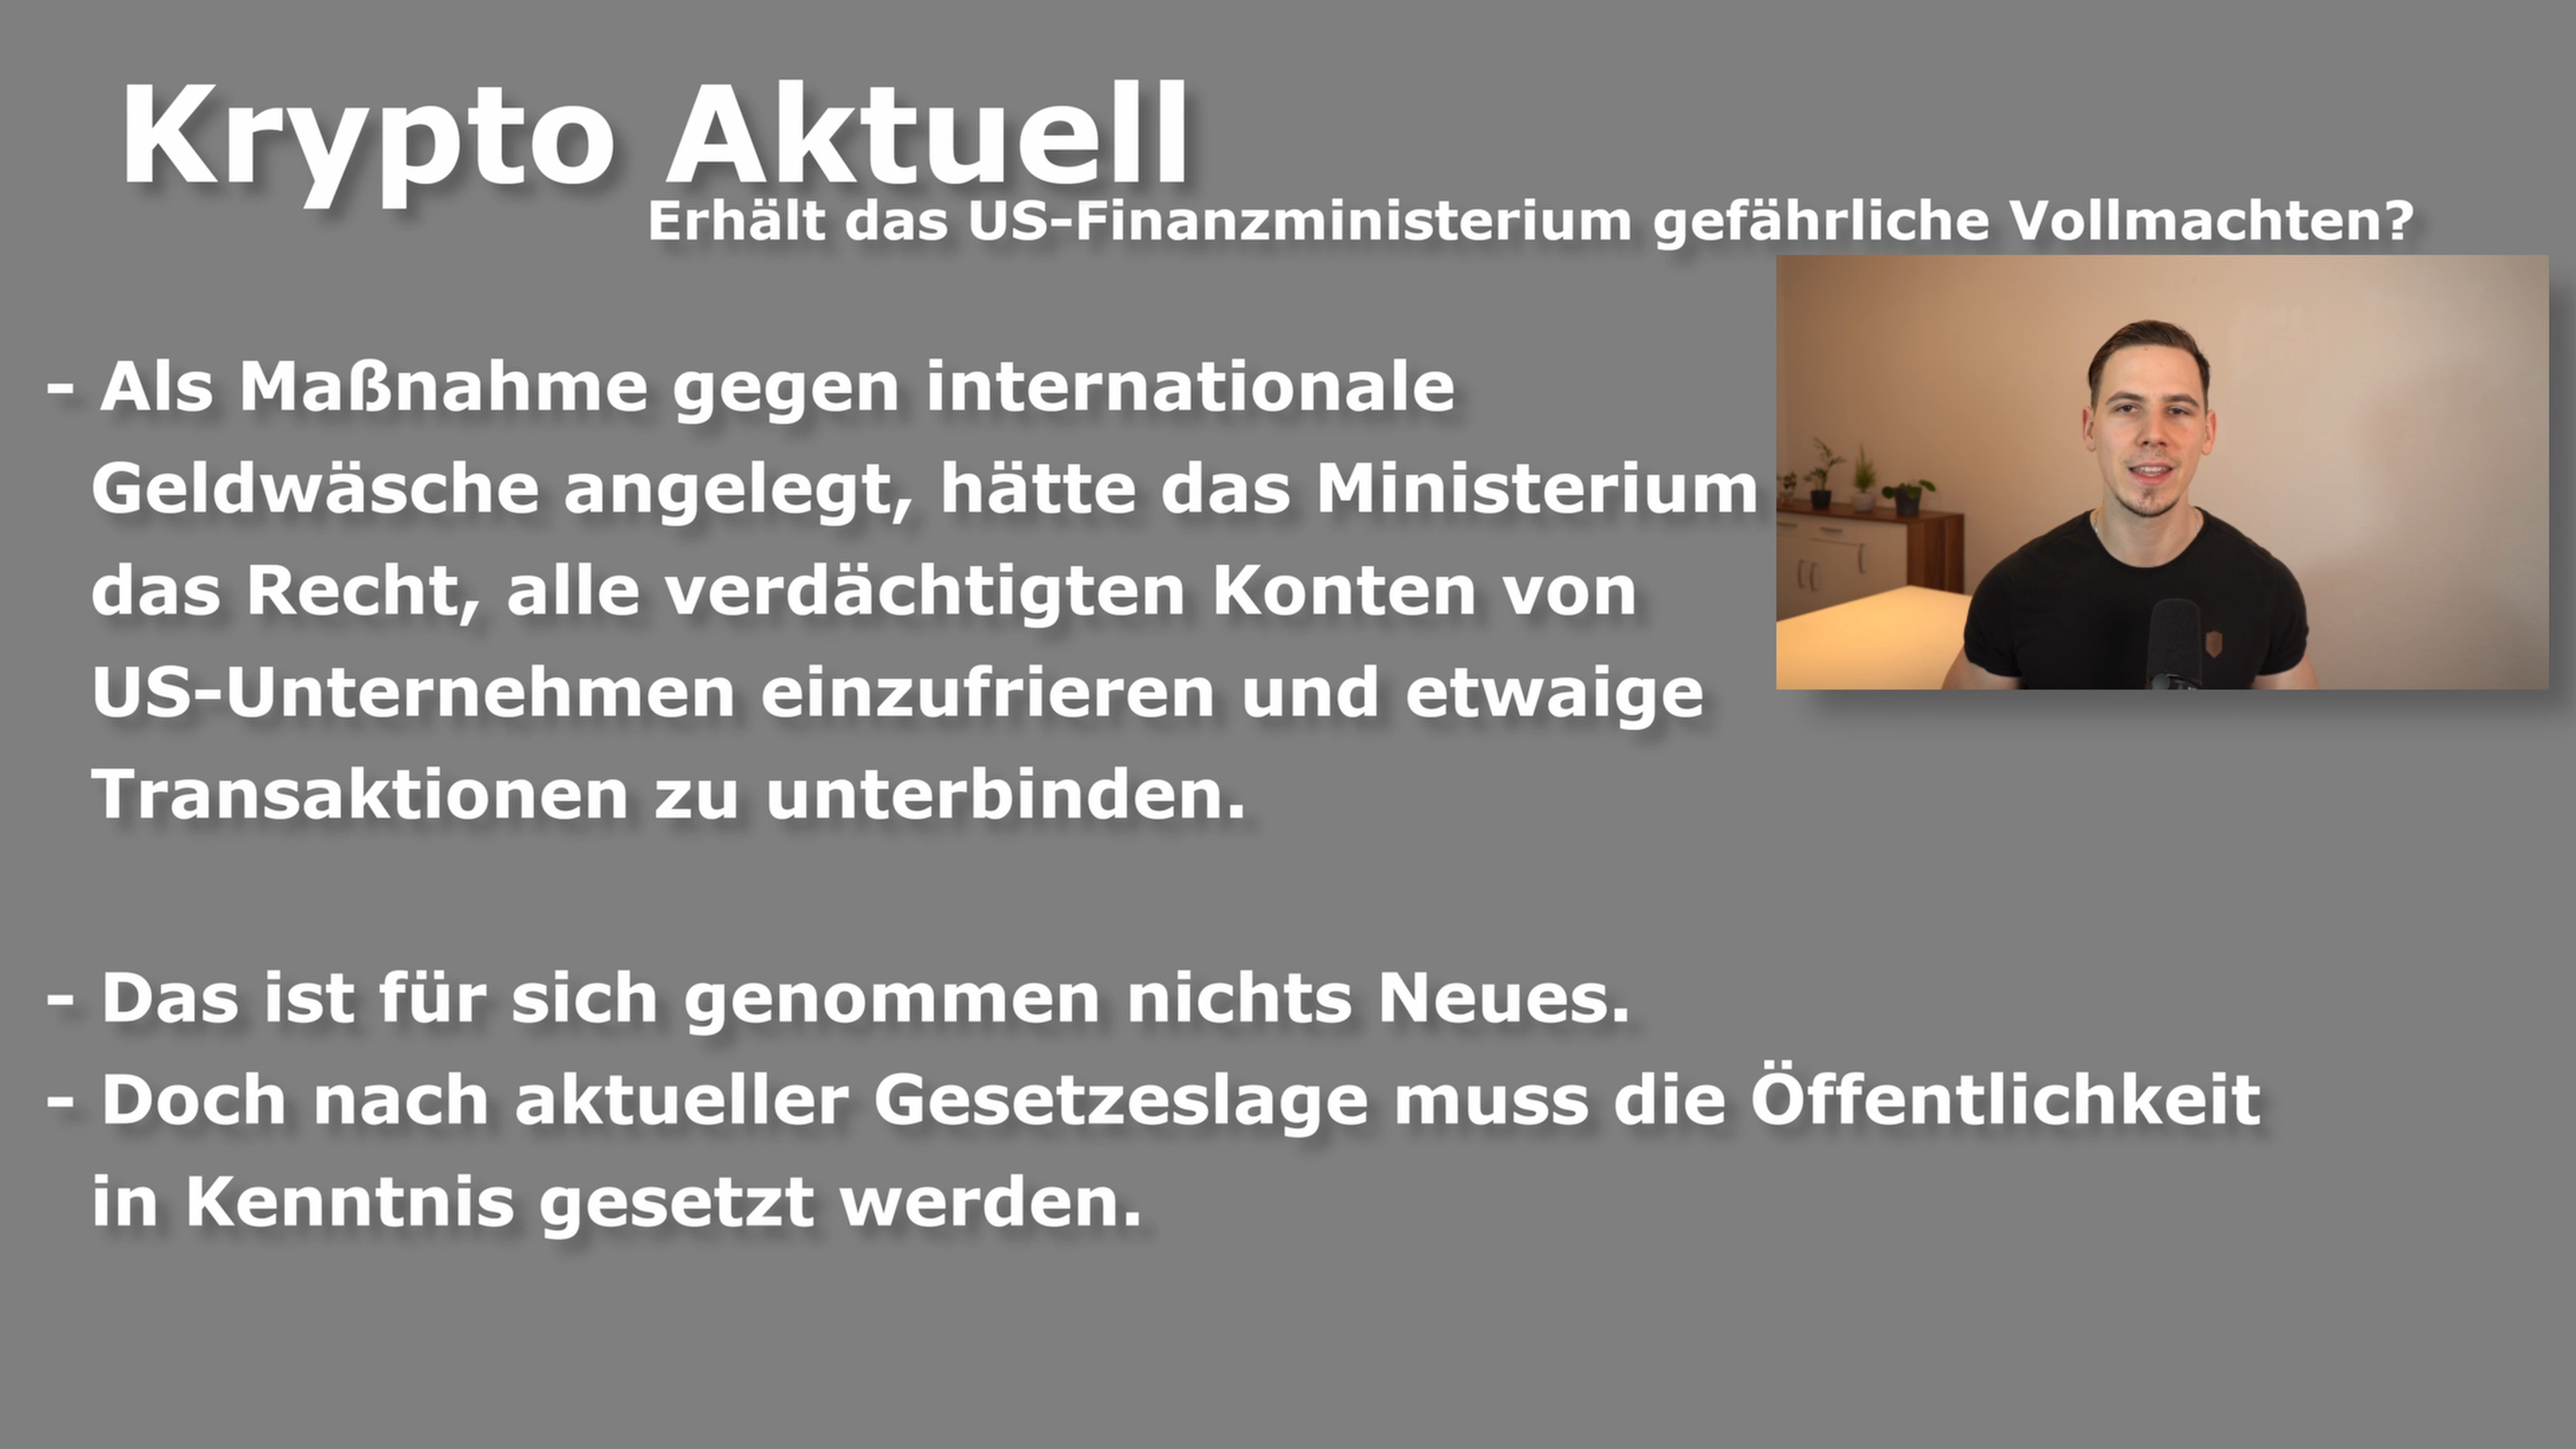 Krypto Aktuell
Erhält das US-Finanzministerium gefährliche Vollmachten?
- Als Maßnahme gegen internationale
Geldwäsche angelegt, hätte das Ministerium
das Recht, alle verdächtigten Konten von
US-Unternehmen einzufrieren und etwaige
Transaktionen zu unterbinden.
- Das ist für sich genommen nichts Neues.
- Doch nach aktueller Gesetzeslage muss die Öffentlichkeit
in Kenntnis gesetzt werden.